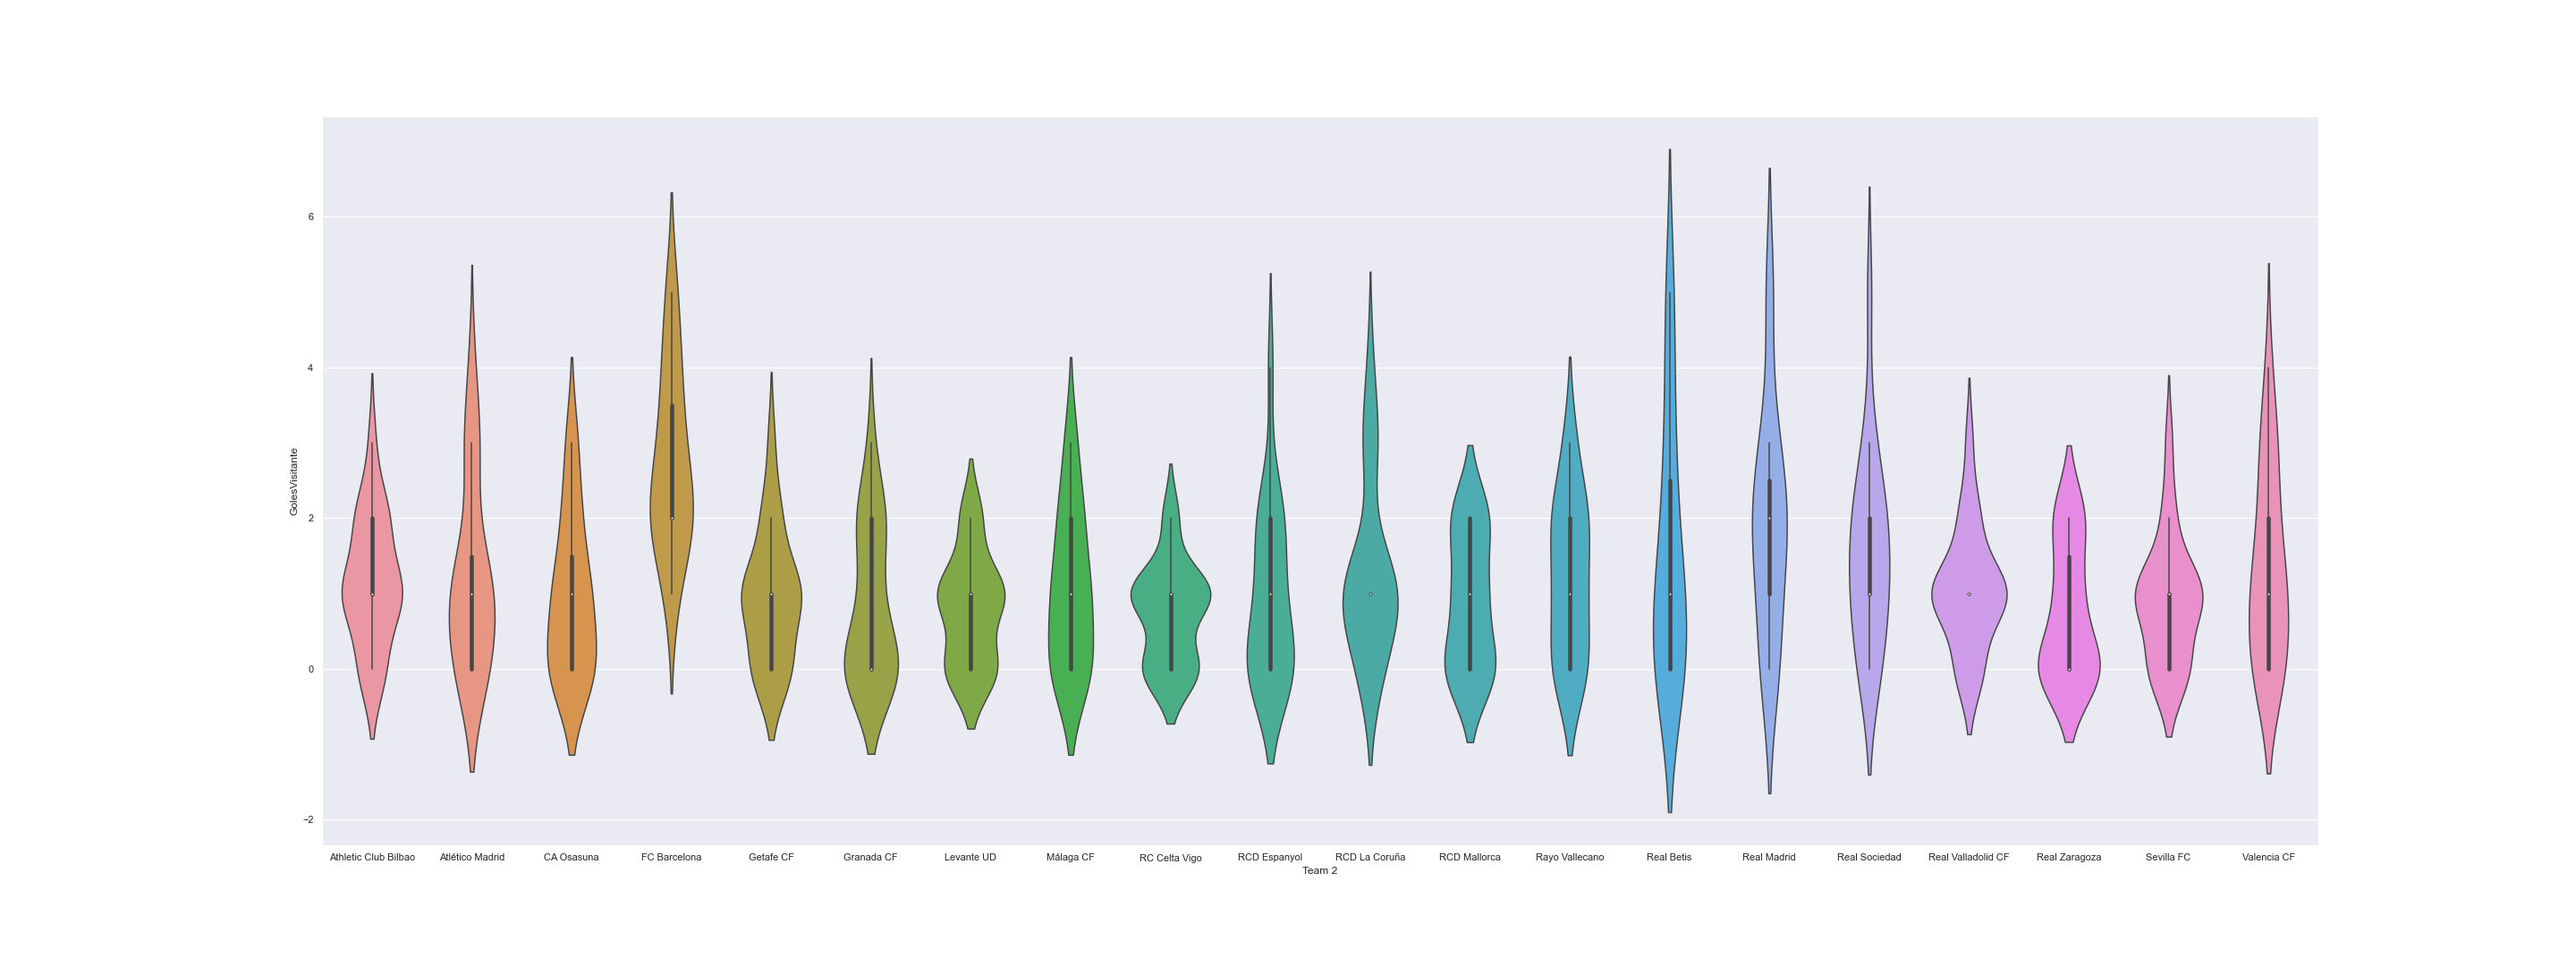 GolesVisitante
6
4
2
0
−2
Athletic Club Bilbao Atlético Madrid CA Osasuna FC Barcelona Getafe CF Granada CF Levante UD Málaga CF RC Celta Vigo RCD Espanyol RCD La Coruña RCD Mallorca Rayo Vallecano Real Betis Real Madrid Real Sociedad Real Valladolid CF Real Zaragoza Sevilla FC Valencia CF
Team 2